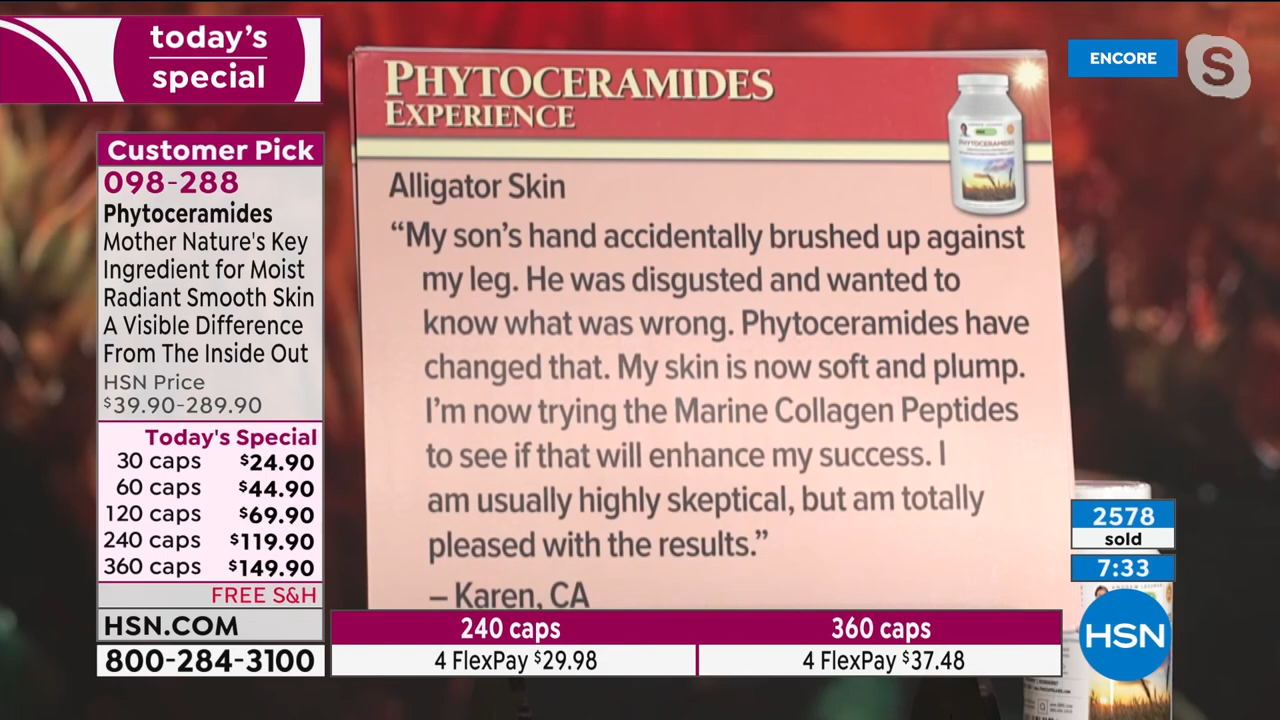 today's
special
Customer Pick
098-288
Phytoceramides
Mother Nature's Key
Ingredient for Moist
Radiant Smooth Skin
A Visible Difference
From The Inside Out
HSN Price
$39.90-289.90
Today's Special
30 caps $24.90
60 caps $44.90
120 caps $69.90
240 caps $119.90
360 caps $149.90
FREE S&H
HSN.COM
800-284-3100
PHYTOCERAMIDES
EXPERIENCE
PHYTOCERAMIDES
Alligator Skin
“My son's hand accidentally brushed up against
my leg. He was disgusted and wanted to
know what was wrong. Phytoceramides have
changed that. My skin is now soft and plump.
I'm now trying the Marine Collagen Peptides
to see if that will enhance my success. I
am usually highly skeptical, but am totally
pleased with the results.”
– Karen, CA
240 caps 360 caps
4 FlexPay $29.98 4 FlexPay $37.48
ENCORE
S
2578
sold
7:33
HSN